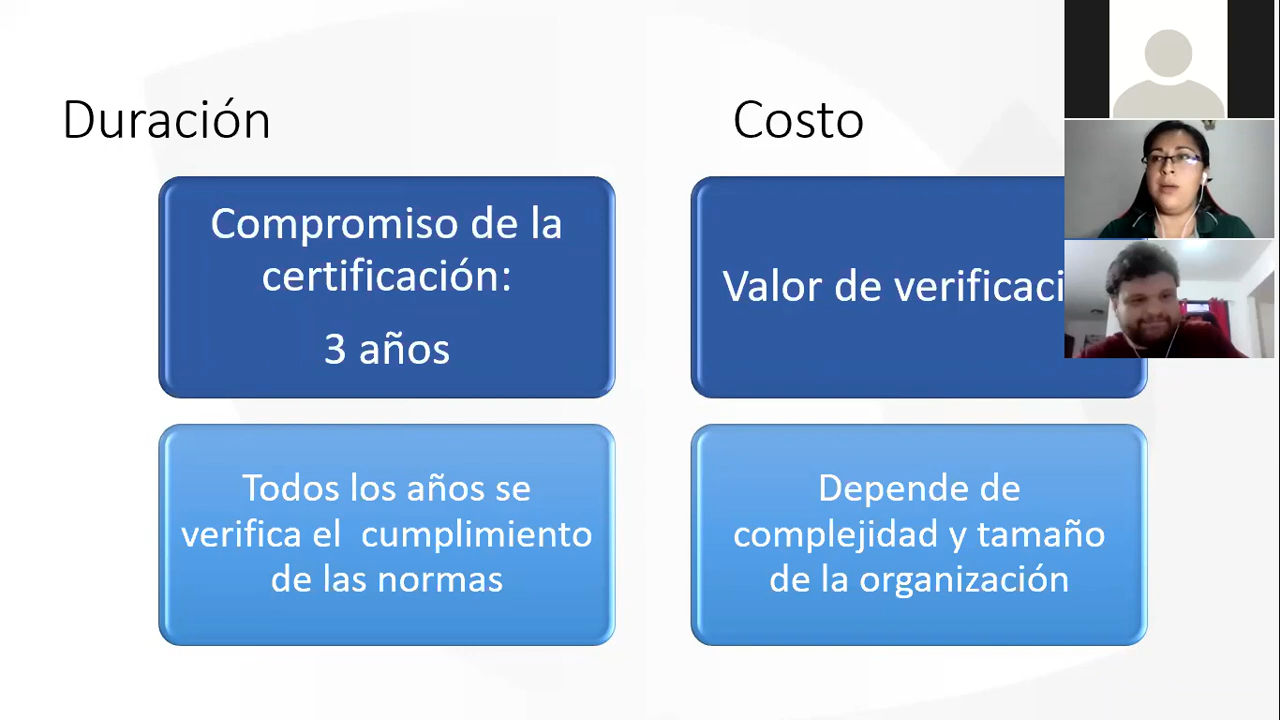 Duración
Compromiso de la
certificación:
3 años
Todos los años se
verifica el cumplimiento
de las normas
Costo
Valor de
Depende de
complejidad y tamaño
de la organización